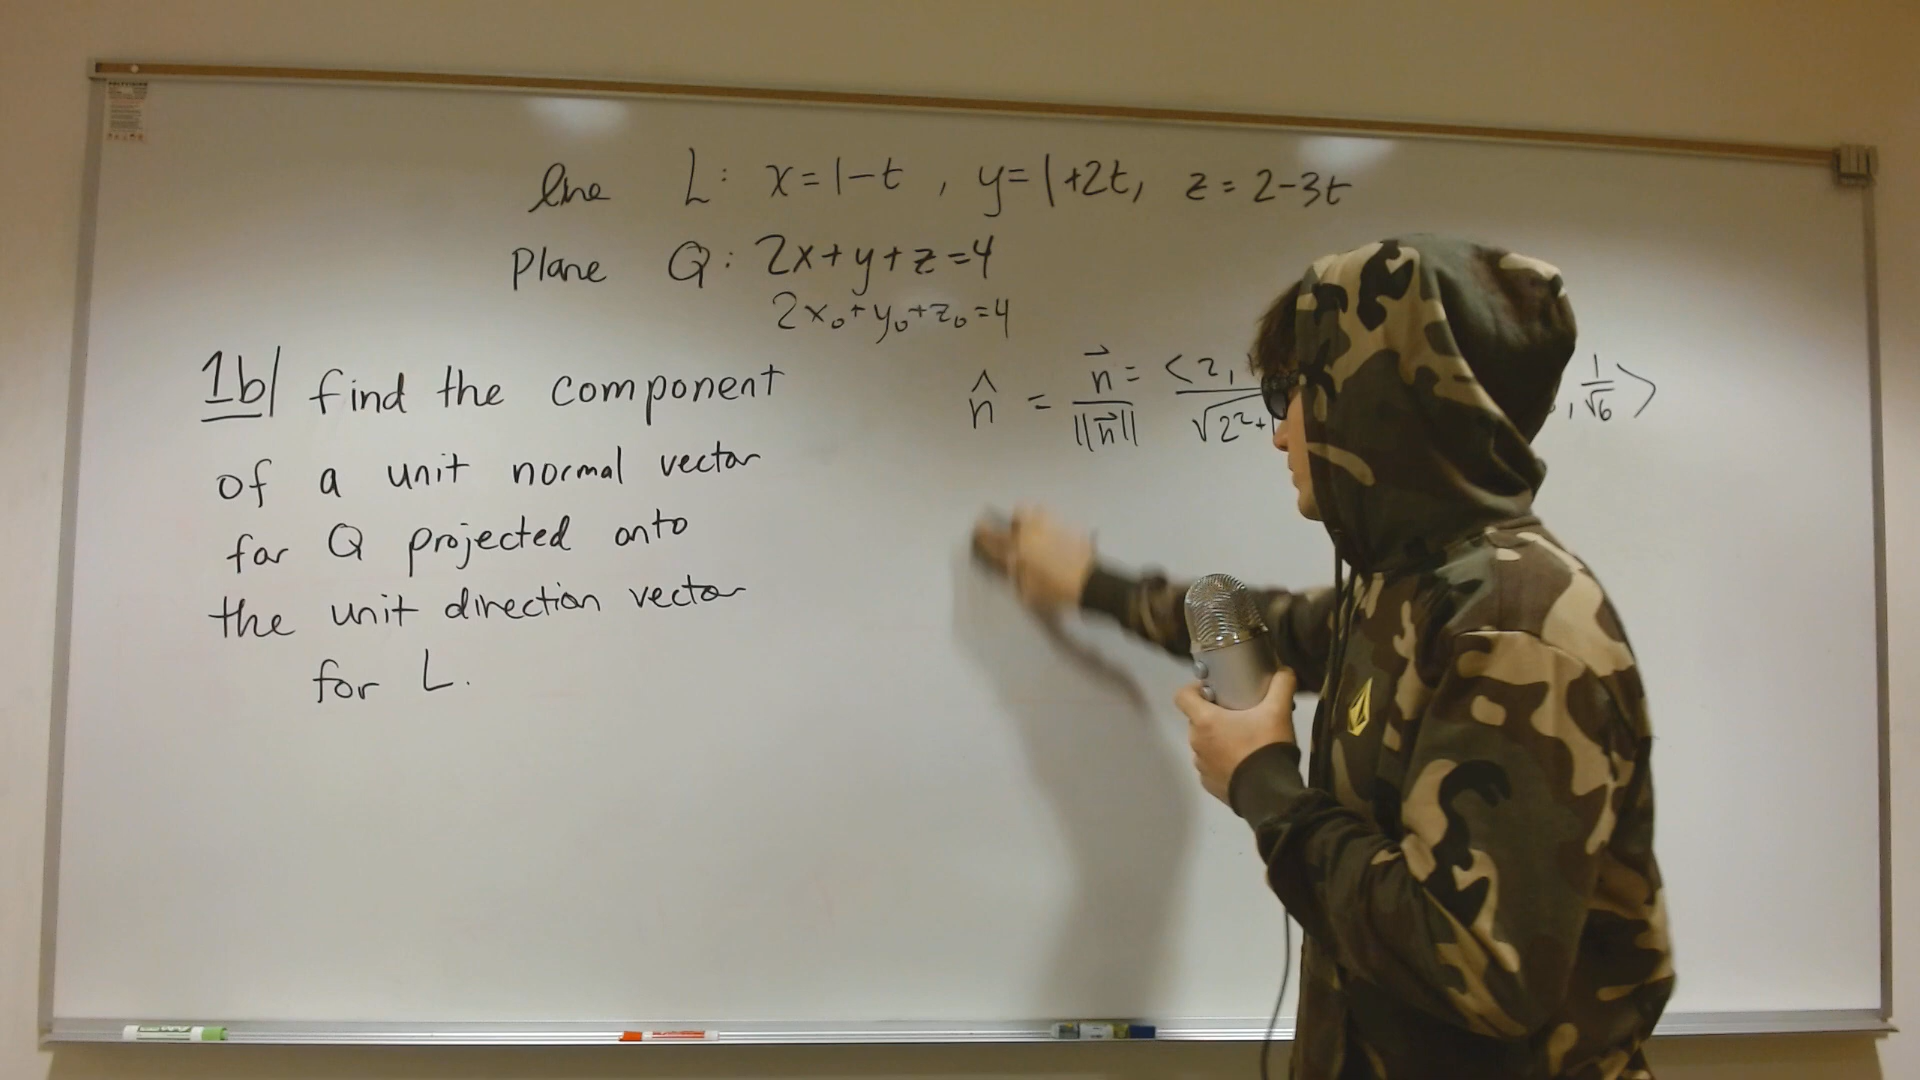 line L: x=1-t, y=1+2t, z=2-3t
Plane Q: 2x+y+z=4
2x₀+y₀+z₀=4
1b| find the component
of a unit normal vector
for Q projected onto
the unit direction vector
for L.
n̂ = n⃗ = <2, , 1/√6>
||n⃗|| √2²+